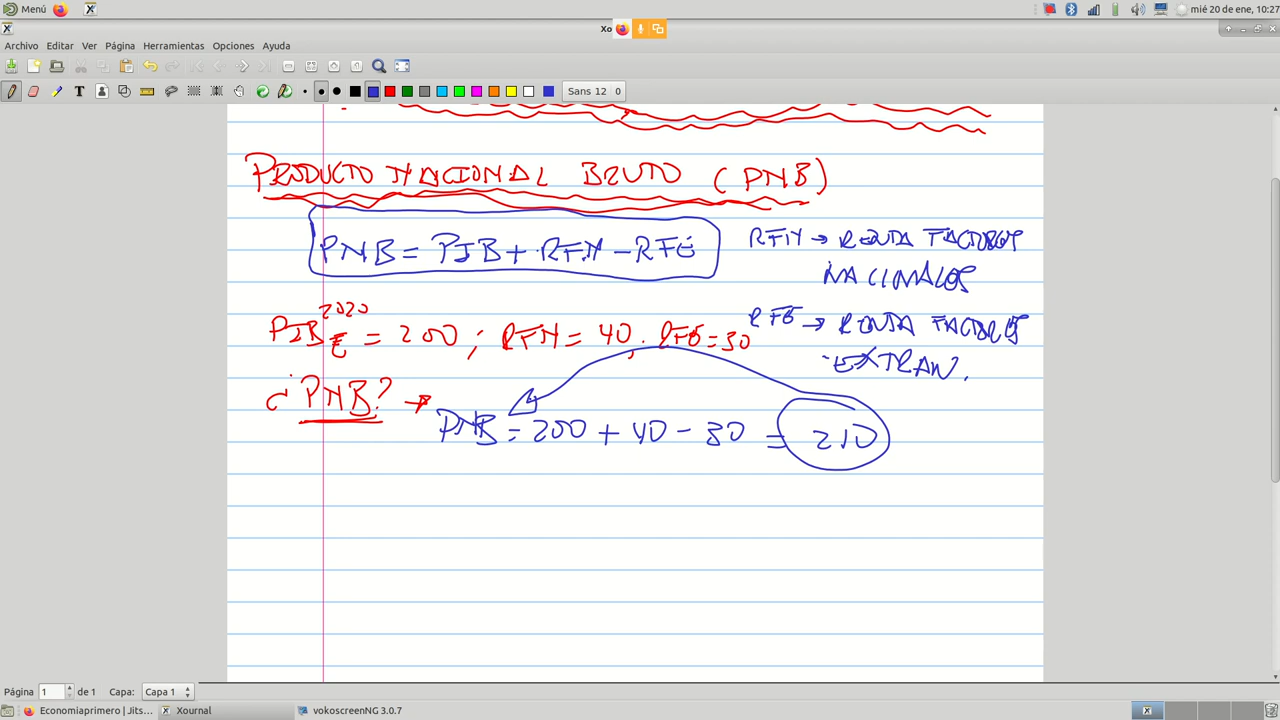 Menú
mié 20 de ene, 10:27
Xo
Archivo Editar Ver Página Herramientas Opciones Ayuda
Sans 12 0
PRODUCTO NACIONAL BRUTO (PNB)
PNB = PIB + RFN - RFE
RFN → RENTA FACTORES
NACIONALES
PIB 2020 E = 200 ; RFN = 40, RFE = 30
RFE → RENTA FACTORES
EXTRAN.
¿PNB? →
PNB = 200 + 40 - 30 = 210
Página 1 de 1 Capa: Capa 1
Economiaprimero | Jits... Xournal vokoscreenNG 3.0.7